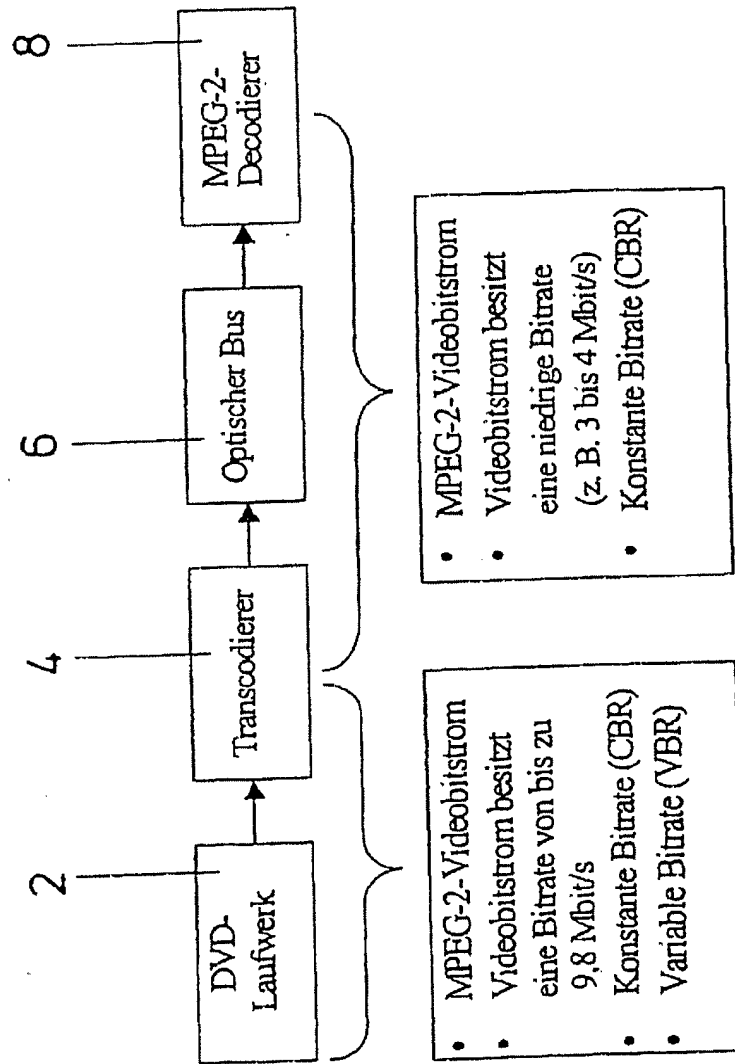 2
4
6
8
DVD-
Laufwerk
Transcodierer
Optischer Bus
MPEG-2-
Decodierer
• MPEG-2-Videobitstrom
• Videobitstrom besitzt
eine Bitrate von bis zu
9,8 Mbit/s
• Konstante Bitrate (CBR)
• Variable Bitrate (VBR)
• MPEG-2-Videobitstrom
• Videobitstrom besitzt
eine niedrige Bitrate
(z. B. 3 bis 4 Mbit/s)
• Konstante Bitrate (CBR)